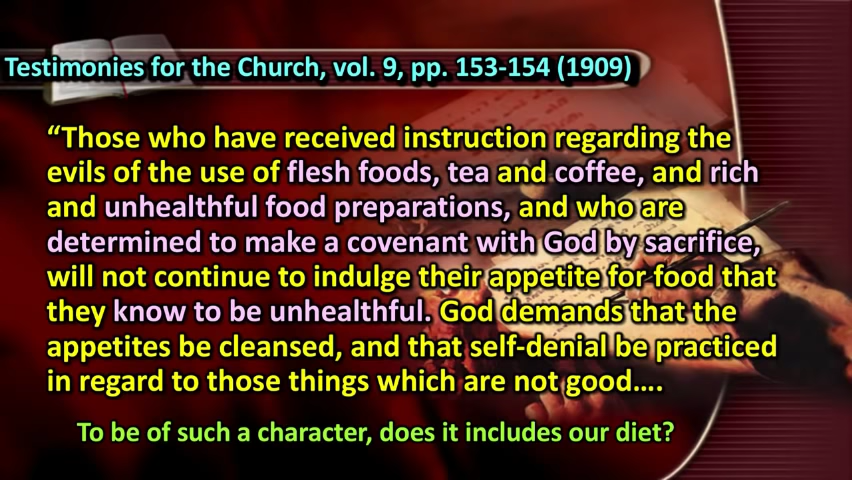 Testimonies for the Church, vol. 9, pp. 153-154 (1909)
“Those who have received instruction regarding the
evils of the use of flesh foods, tea and coffee, and rich
and unhealthful food preparations, and who are
determined to make a covenant with God by sacrifice,
will not continue to indulge their appetite for food that
they know to be unhealthful. God demands that the
appetites be cleansed, and that self-denial be practiced
in regard to those things which are not good….
To be of such a character, does it includes our diet?